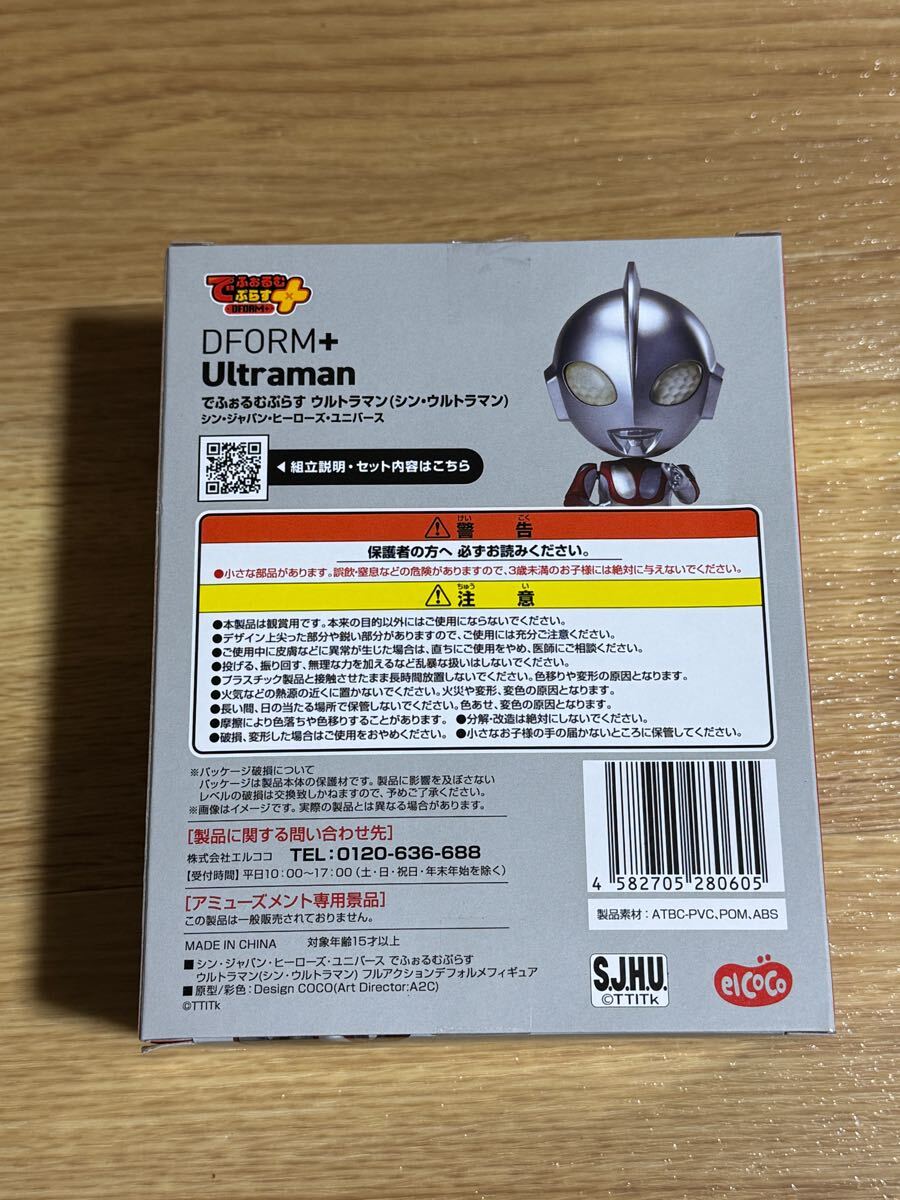 でふぉるむ
ぷらす
DFORM+
DFORM+
Ultraman
でふぉるむぷらす ウルトラマン(シン・ウルトラマン)
シン・ジャパン・ヒーローズ・ユニバース
◀組立説明・セット内容はこちら
けい こく
⚠警 告
保護者の方へ 必ずお読みください。
●小さな部品があります。誤飲・窒息などの危険がありますので、3歳未満のお子様には絶対に与えないでください。
ちゅう い
⚠注 意
●本製品は観賞用です。本来の目的以外にはご使用にならないでください。
●デザイン上尖った部分や鋭い部分がありますので、ご使用には充分ご注意ください。
●ご使用中に皮膚などに異常が生じた場合は、直ちにご使用をやめ、医師にご相談ください。
●投げる、振り回す、無理な力を加えるなど乱暴な扱いはしないでください。
●プラスチック製品と接触させたまま長時間放置しないでください。色移りや変形の原因となります。
●火気などの熱源の近くに置かないでください。火災や変形、変色の原因となります。
●長い間、日の当たる場所で保管しないでください。色あせ、変色の原因となります。
●摩擦により色落ちや色移りすることがあります。 ●分解・改造は絶対にしないでください。
●破損、変形した場合はご使用をおやめください。 ●小さなお子様の手の届かないところに保管してください。
※パッケージ破損について
パッケージは製品本体の保護材です。製品に影響を及ぼさない
レベルの破損は交換致しかねますので、予めご了承ください。
※画像はイメージです。実際の製品とは異なる場合があります。
[製品に関する問い合わせ先]
株式会社エルココ TEL:0120-636-688
【受付時間】平日10:00~17:00(土・日・祝日・年末年始を除く)
[アミューズメント専用景品]
この製品は一般販売されておりません。
MADE IN CHINA 対象年齢15才以上
■シン・ジャパン・ヒーローズ・ユニバース でふぉるむぷらす
ウルトラマン(シン・ウルトラマン) フルアクションデフォルメフィギュア
■原型/彩色:Design COCO(Art Director:A2C)
©TTITk
4 582705 280605
製品素材:ATBC-PVC、POM、ABS
S.J.H.U.
©TTITk
elcoco